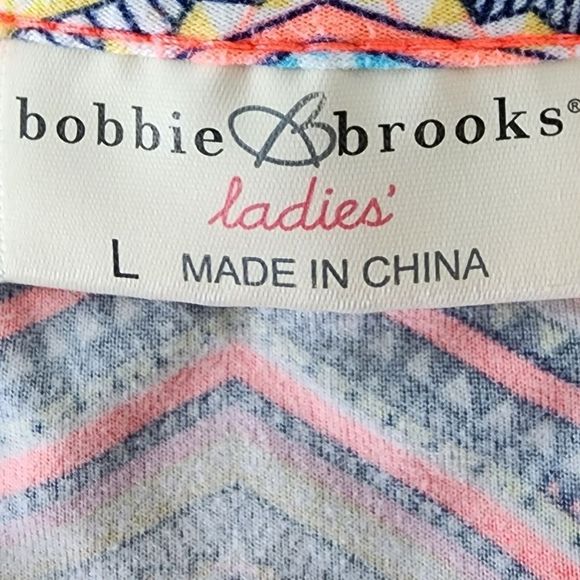 bobbie B brooks®
ladies'
L MADE IN CHINA